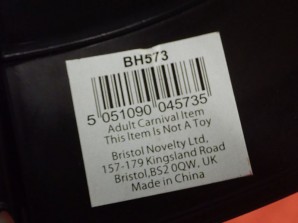 BH573
5 051090 045735
Adult Carnival Item
This Item Is Not A Toy
Bristol Novelty Ltd,
157-179 Kingsland Road
Bristol,BS2 0QW, UK
Made in China